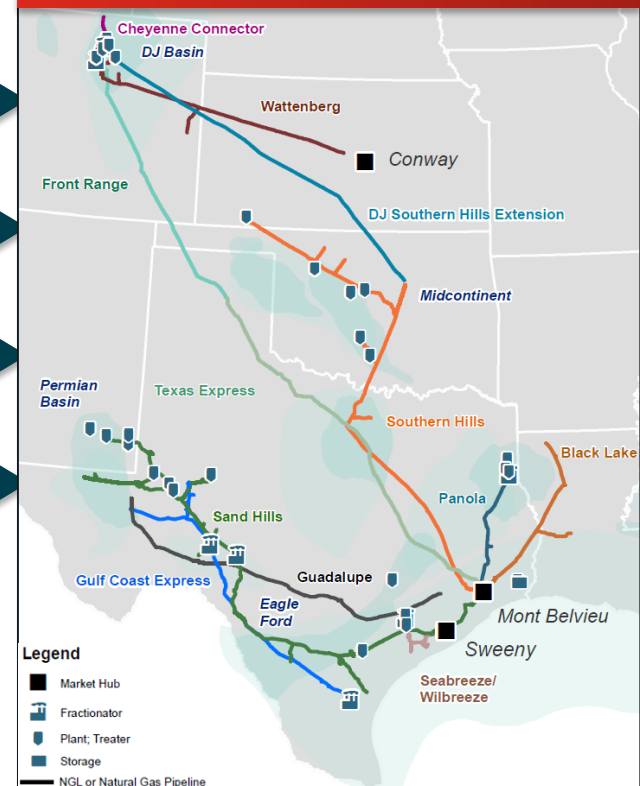 Cheyenne Connector
DJ Basin
Wattenberg
Conway
Front Range
DJ Southern Hills Extension
Midcontinent
Permian
Basin
Texas Express
Southern Hills
Black Lake
Panola
Sand Hills
Gulf Coast Express
Guadalupe
Eagle
Ford
Mont Belvieu
Sweeny
Seabreeze/
Wilbreeze
Legend
Market Hub
Fractionator
Plant; Treater
Storage
NGL or Natural Gas Pipeline